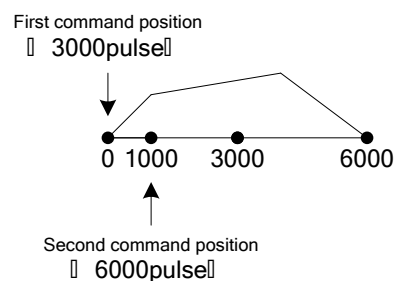 First command position
▯ 3000pulse▯
0 1000 3000 6000
Second command position
▯ 6000pulse▯